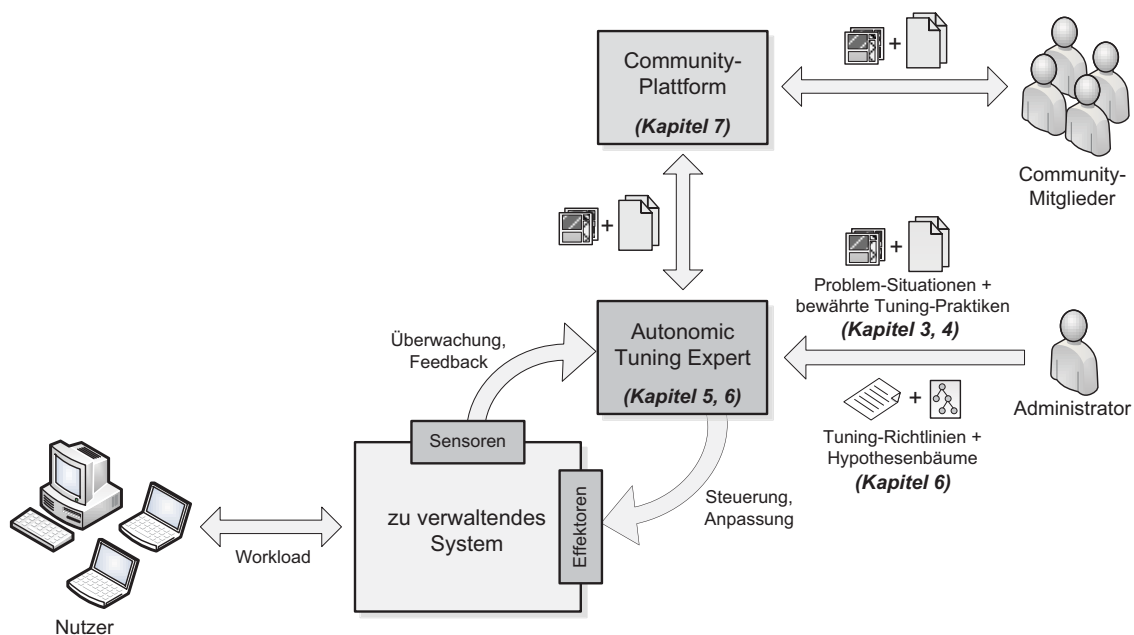 +
Community-
Plattform
(Kapitel 7)
Community-
Mitglieder
+
+
Problem-Situationen +
bewährte Tuning-Praktiken
(Kapitel 3, 4)
Überwachung,
Feedback
Autonomic
Tuning Expert
(Kapitel 5, 6)
+
Administrator
Tuning-Richtlinien +
Hypothesenbäume
(Kapitel 6)
Sensoren
Steuerung,
Anpassung
zu verwaltendes
System
Effektoren
Workload
Nutzer